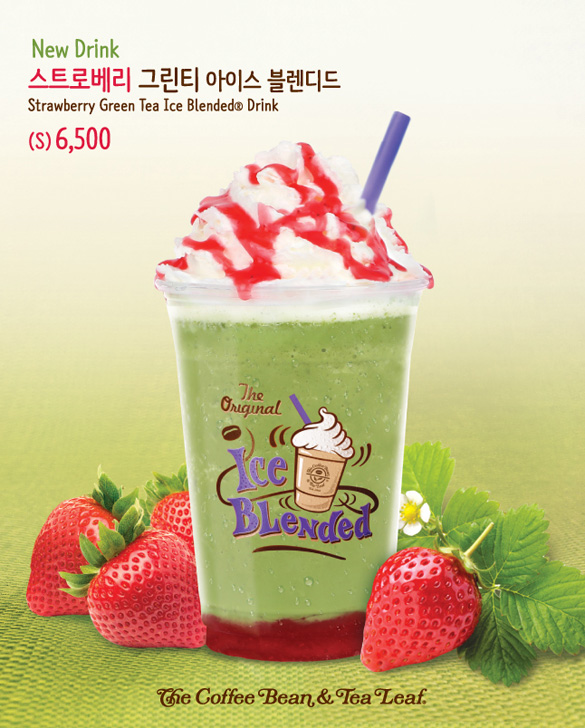 New Drink
스트로베리 그린티 아이스 블렌디드
Strawberry Green Tea Ice Blended® Drink
(S) 6,500
The
Original
Ice
Blended
The Coffee Bean & Tea Leaf.